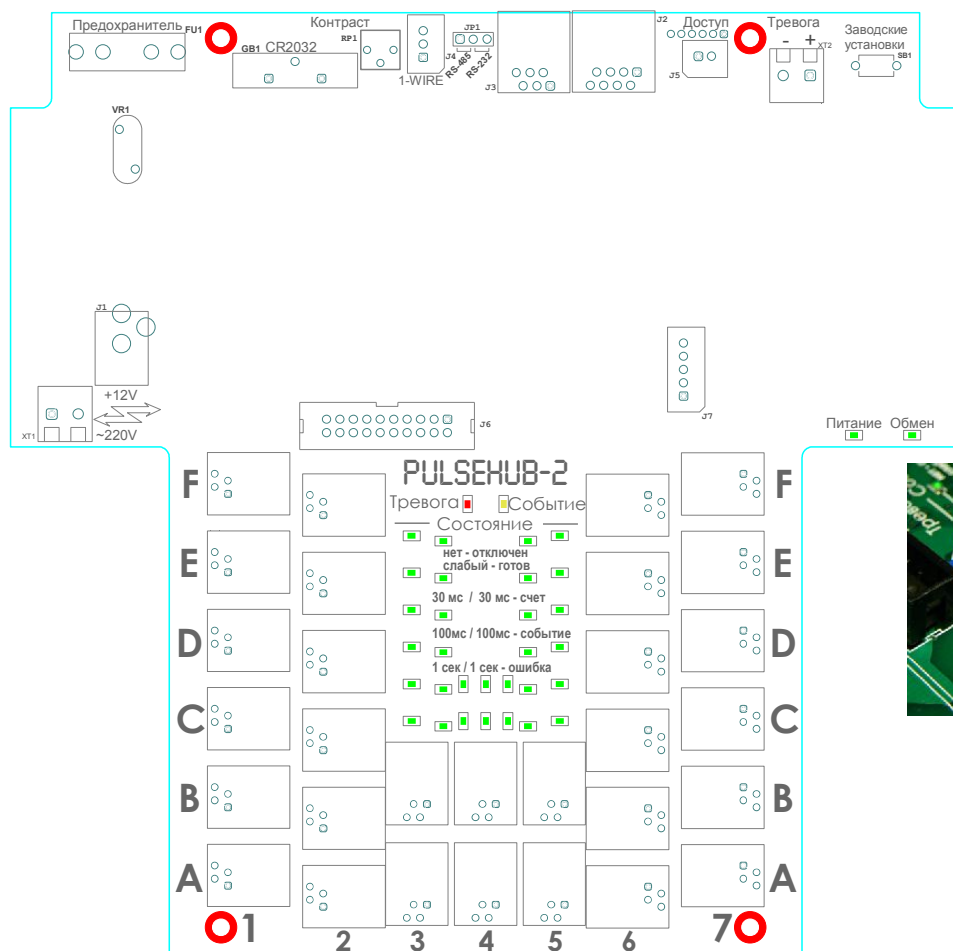 Предохранитель FU1
Контраст
J2
Доступ
Тревога
Заводские
установки
SB1
GB1 CR2032
RP1
JP1
J4
RS-485
RS-232
1-WIRE
J3
J5
- +
XT2
VR1
J1
+12V
~220V
XT1
J6
J7
Питание Обмен
PULSEHUB-2
Тревога Событие
Состояние
нет - отключен
слабый - готов
30 мс / 30 мс - счет
100мс / 100мс - событие
1 сек / 1 сек - ошибка
F F
E E
D D
C C
B B
A A
1 2 3 4 5 6 7